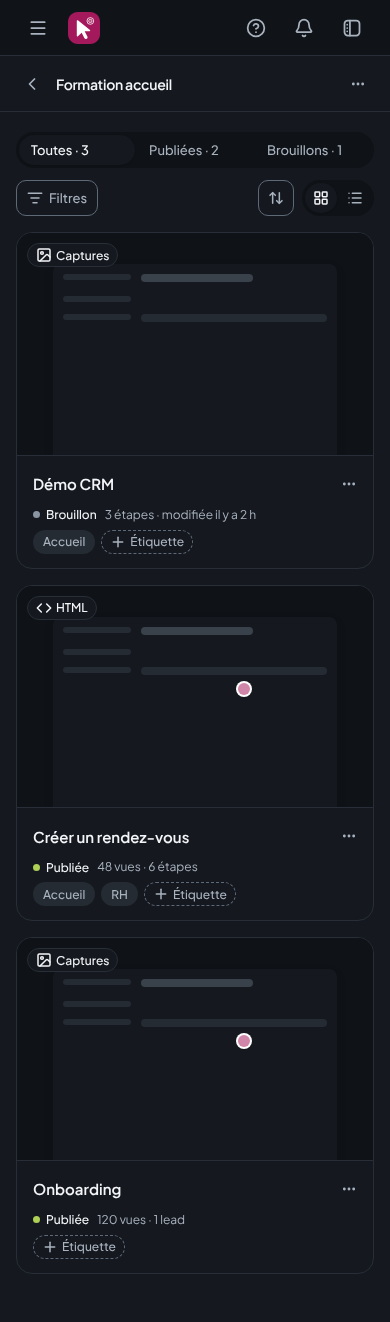 Formation accueil
Toutes · 3
Publiées · 2
Brouillons · 1
Filtres
Captures
Démo CRM
Brouillon 3 étapes · modifiée il y a 2 h
Accueil
Étiquette
HTML
Créer un rendez-vous
Publiée 48 vues · 6 étapes
Accueil
RH
Étiquette
Captures
Onboarding
Publiée 120 vues · 1 lead
Étiquette